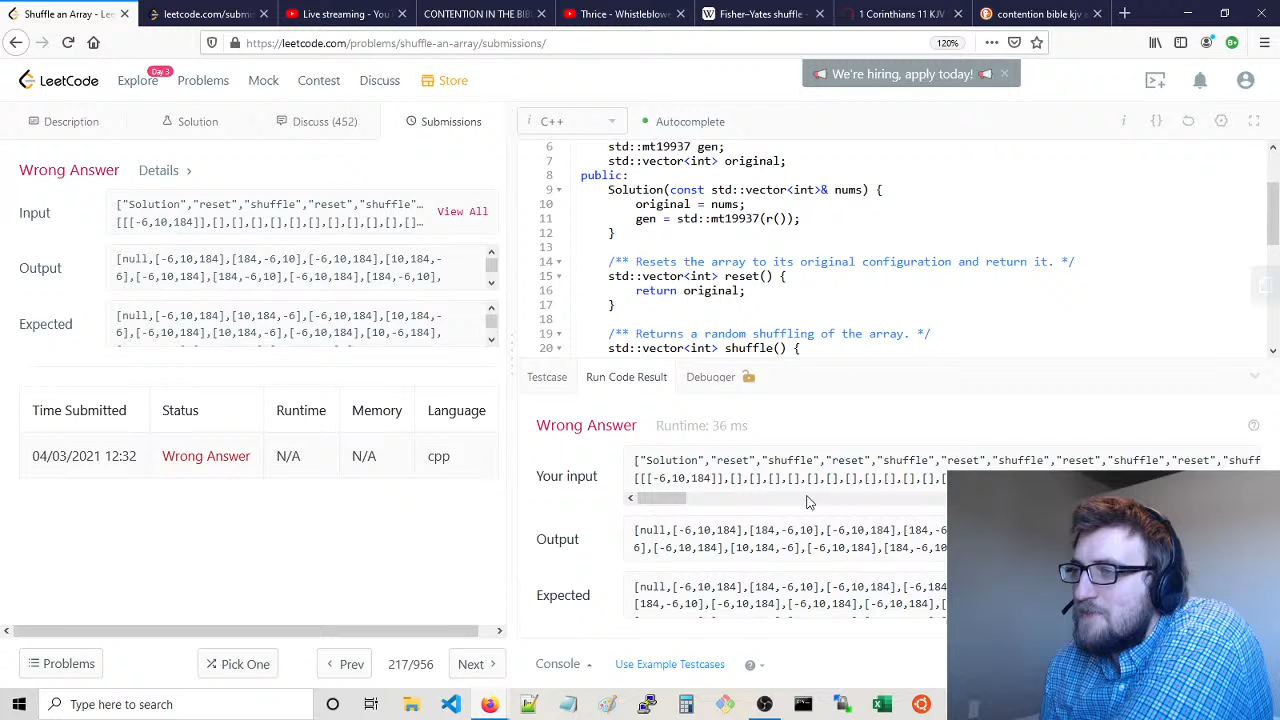 Shuffle an Array - Lee
leetcode.com/submi
Live streaming - You
CONTENTION IN THE BIB
Thrice - Whistleblowe
Fisher–Yates shuffle -
1 Corinthians 11 KJV
contention bible kjv a
https://leetcode.com/problems/shuffle-an-array/submissions/
120%
LeetCode
Explore
Day 3
Problems
Mock
Contest
Discuss
Store
We're hiring, apply today!
Description
Solution
Discuss (452)
Submissions
i C++
Autocomplete
Wrong Answer
Details
Input
["Solution","reset","shuffle","reset","shuffle"…
[[[-6,10,184]],[],[],[],[],[],[],[],[],[],[],[]…
View All
Output
[null,[-6,10,184],[184,-6,10],[-6,10,184],[10,184,-
6],[-6,10,184],[184,-6,10],[-6,10,184],[184,-6,10],
Expected
[null,[-6,10,184],[10,184,-6],[-6,10,184],[10,184,-
6],[-6,10,184],[10,184,-6],[-6,10,184],[10,-6,184],
Time Submitted
Status
Runtime
Memory
Language
04/03/2021 12:32
Wrong Answer
N/A
N/A
cpp
6 std::mt19937 gen;
7 std::vector<int> original;
8 public:
9 Solution(const std::vector<int>& nums) {
10 original = nums;
11 gen = std::mt19937(r());
12 }
13
14 /** Resets the array to its original configuration and return it. */
15 std::vector<int> reset() {
16 return original;
17 }
18
19 /** Returns a random shuffling of the array. */
20 std::vector<int> shuffle() {
Testcase
Run Code Result
Debugger
Wrong Answer
Runtime: 36 ms
Your input
["Solution","reset","shuffle","reset","shuffle","reset","shuffle","reset","shuffle","reset","shuff
[[[-6,10,184]],[],[],[],[],[],[],[],[],[],[],[],
Output
[null,[-6,10,184],[184,-6,10],[-6,10,184],[184,-6
6],[-6,10,184],[10,184,-6],[-6,10,184],[184,-6,10
Expected
[null,[-6,10,184],[184,-6,10],[-6,10,184],[-6,184
[184,-6,10],[-6,10,184],[-6,10,184],[-6,10,184],[
Problems
Pick One
Prev
217/956
Next
Console
Use Example Testcases
Type here to search